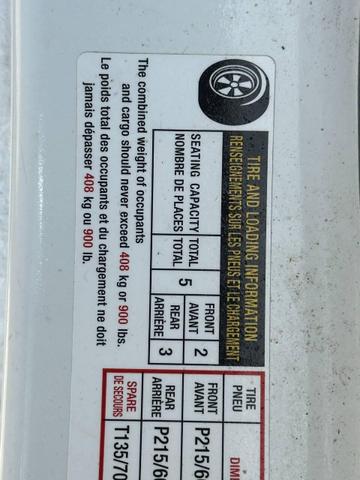 TIRE AND LOADING INFORMATION
RENSEIGNEMENTS SUR LES PNEUS ET LE CHARGEMENT
SEATING CAPACITY TOTAL 5 FRONT 2 REAR 3
NOMBRE DE PLACES TOTAL AVANT ARRIÈRE
The combined weight of occupants
and cargo should never exceed 408 kg or 900 lbs.
Le poids total des occupants et du chargement ne doit
jamais dépasser 408 kg ou 900 lb.
TIRE
PNEU
FRONT
AVANT P215/6
REAR
ARRIÈRE P215/6
SPARE
DE SECOURS T135/70